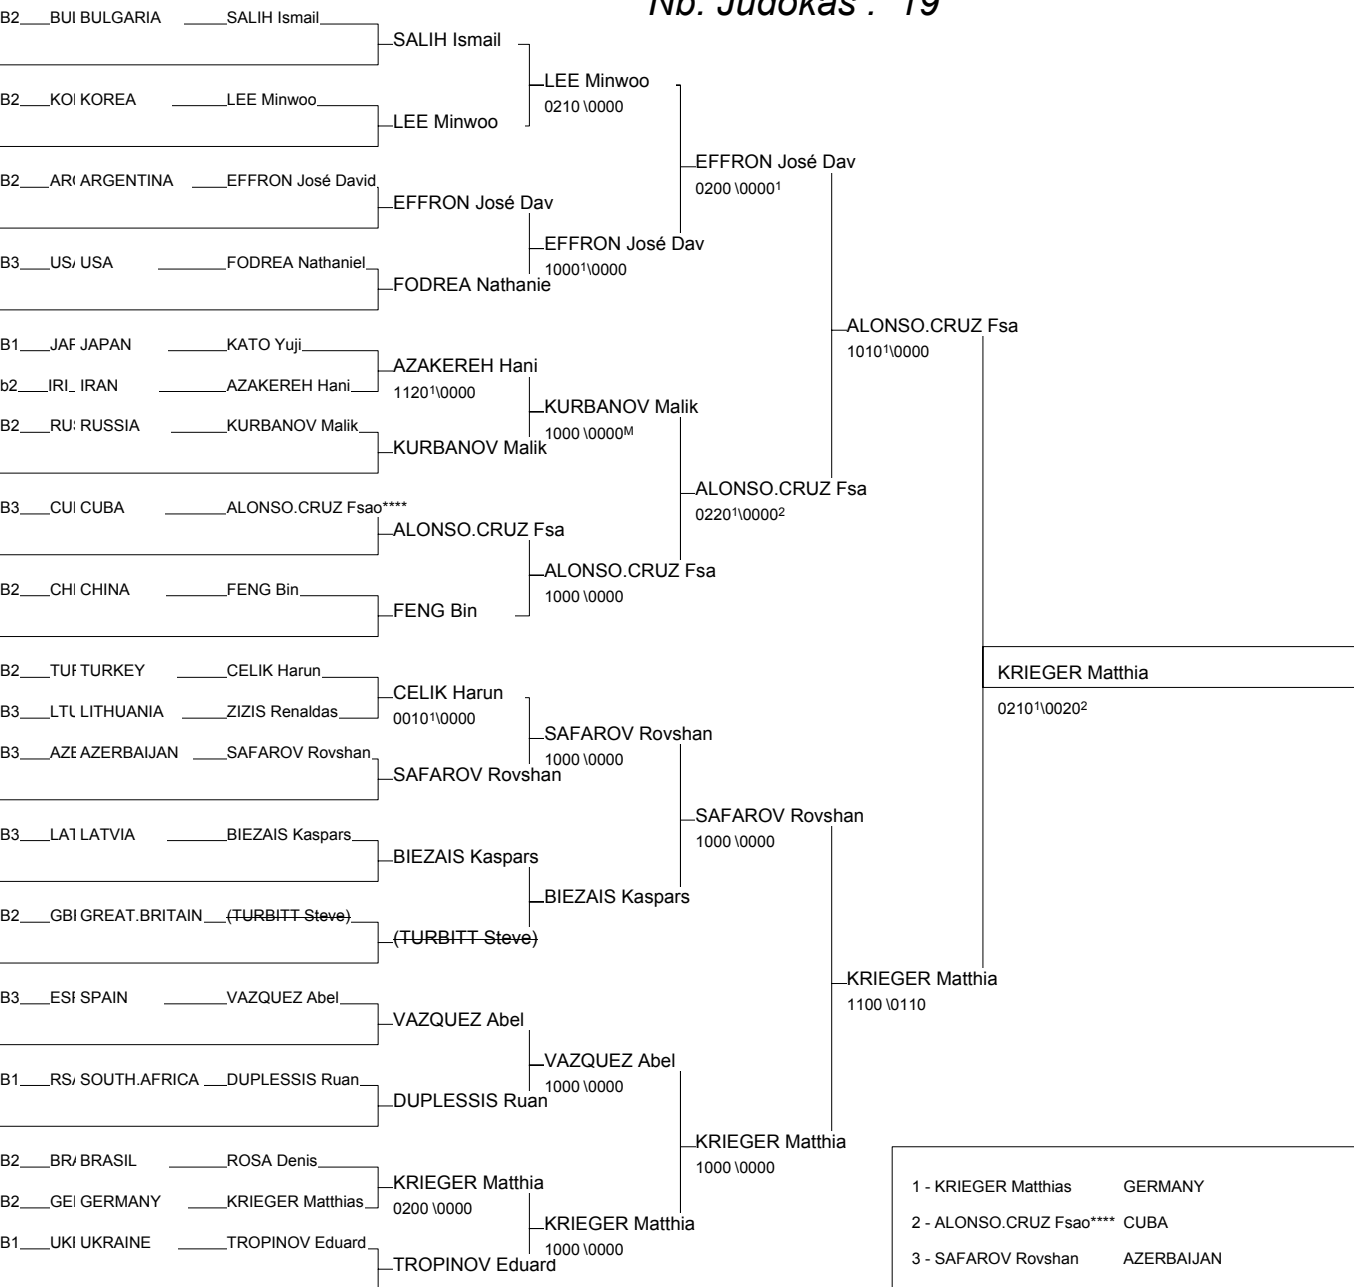 Nb. Judokas : 19
B2 BUI BULGARIA SALIH Ismail
SALIH Ismail
LEE Minwoo
0210 \0000
B2 KOI KOREA LEE Minwoo
LEE Minwoo
EFFRON José Dav
0200 \0000¹
B2 AR( ARGENTINA EFFRON José David
EFFRON José Dav
EFFRON José Dav
1000¹\0000
B3 US/ USA FODREA Nathaniel
FODREA Nathanie
ALONSO.CRUZ Fsa
1010¹\0000
B1 JAF JAPAN KATO Yuji
AZAKEREH Hani
1120¹\0000
b2 IRI_ IRAN AZAKEREH Hani
KURBANOV Malik
1000 \0000ᴹ
B2 RU: RUSSIA KURBANOV Malik
KURBANOV Malik
ALONSO.CRUZ Fsa
0220¹\0000²
B3 CUI CUBA ALONSO.CRUZ Fsao****
ALONSO.CRUZ Fsa
ALONSO.CRUZ Fsa
1000 \0000
B2 CHI CHINA FENG Bin
FENG Bin
KRIEGER Matthia
0210¹\0020²
B2 TUF TURKEY CELIK Harun
CELIK Harun
0010¹\0000
B3 LTU LITHUANIA ZIZIS Renaldas
SAFAROV Rovshan
1000 \0000
B3 AZE AZERBAIJAN SAFAROV Rovshan
SAFAROV Rovshan
SAFAROV Rovshan
1000 \0000
B3 LAT LATVIA BIEZAIS Kaspars
BIEZAIS Kaspars
BIEZAIS Kaspars
B2 GBI GREAT.BRITAIN (TURBITT Steve)
(TURBITT Steve)
KRIEGER Matthia
1100 \0110
B3 ESI SPAIN VAZQUEZ Abel
VAZQUEZ Abel
VAZQUEZ Abel
1000 \0000
B1 RS/ SOUTH.AFRICA DUPLESSIS Ruan
DUPLESSIS Ruan
KRIEGER Matthia
1000 \0000
B2 BR/ BRASIL ROSA Denis
KRIEGER Matthia
0200 \0000
B2 GEI GERMANY KRIEGER Matthias
KRIEGER Matthia
1000 \0000
B1 UKI UKRAINE TROPINOV Eduard
TROPINOV Eduard
1 - KRIEGER Matthias GERMANY
2 - ALONSO.CRUZ Fsao**** CUBA
3 - SAFAROV Rovshan AZERBAIJAN